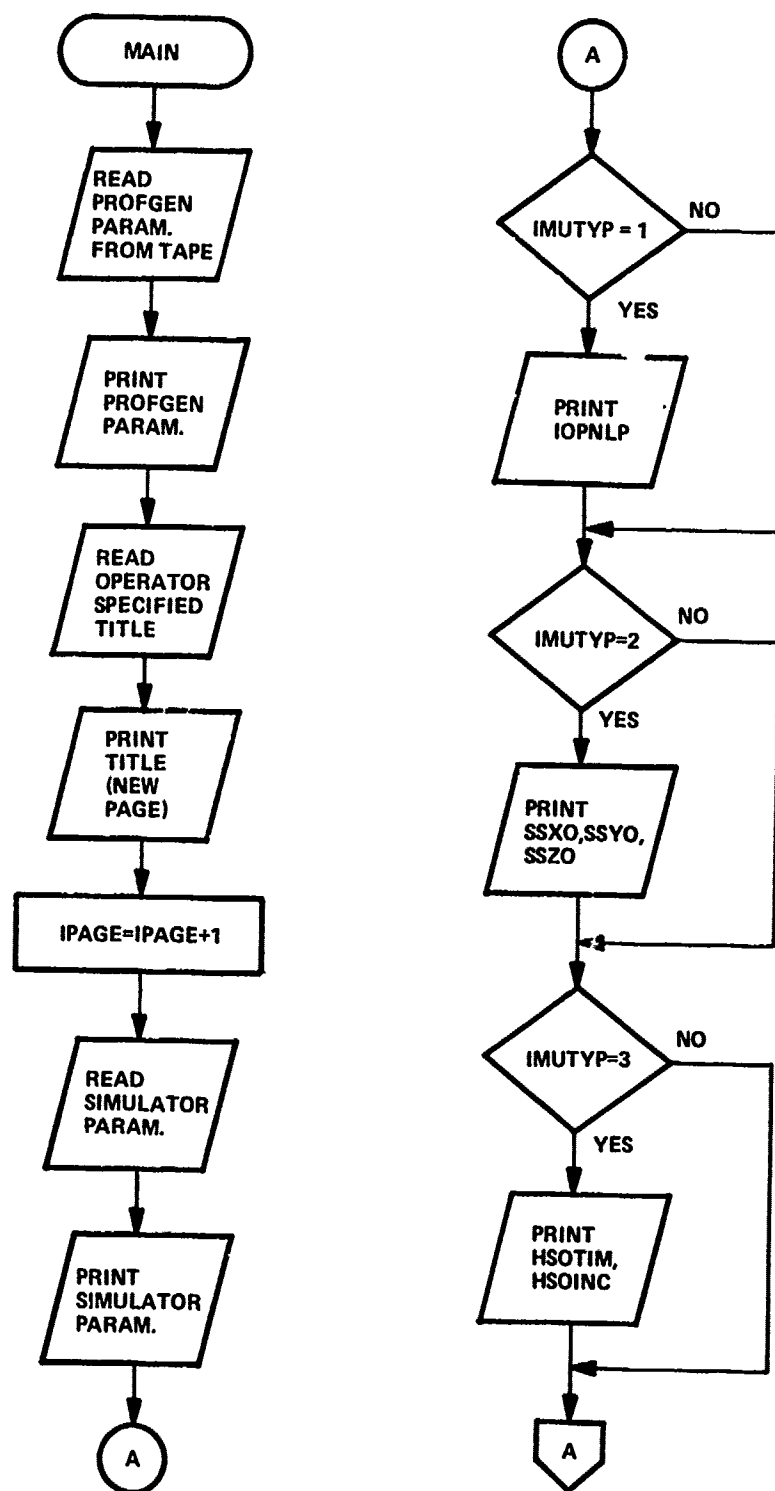 MAIN
READ
PROFGEN
PARAM.
FROM TAPE
PRINT
PROFGEN
PARAM.
READ
OPERATOR
SPECIFIED
TITLE
PRINT
TITLE
(NEW
PAGE)
IPAGE=IPAGE+1
READ
SIMULATOR
PARAM.
PRINT
SIMULATOR
PARAM.
A
A
IMUTYP = 1
NO
YES
PRINT
IOPNLP
IMUTYP=2
NO
YES
PRINT
SSXO,SSYO,
SSZO
IMUTYP=3
NO
YES
PRINT
HSOTIM,
HSOINC
A